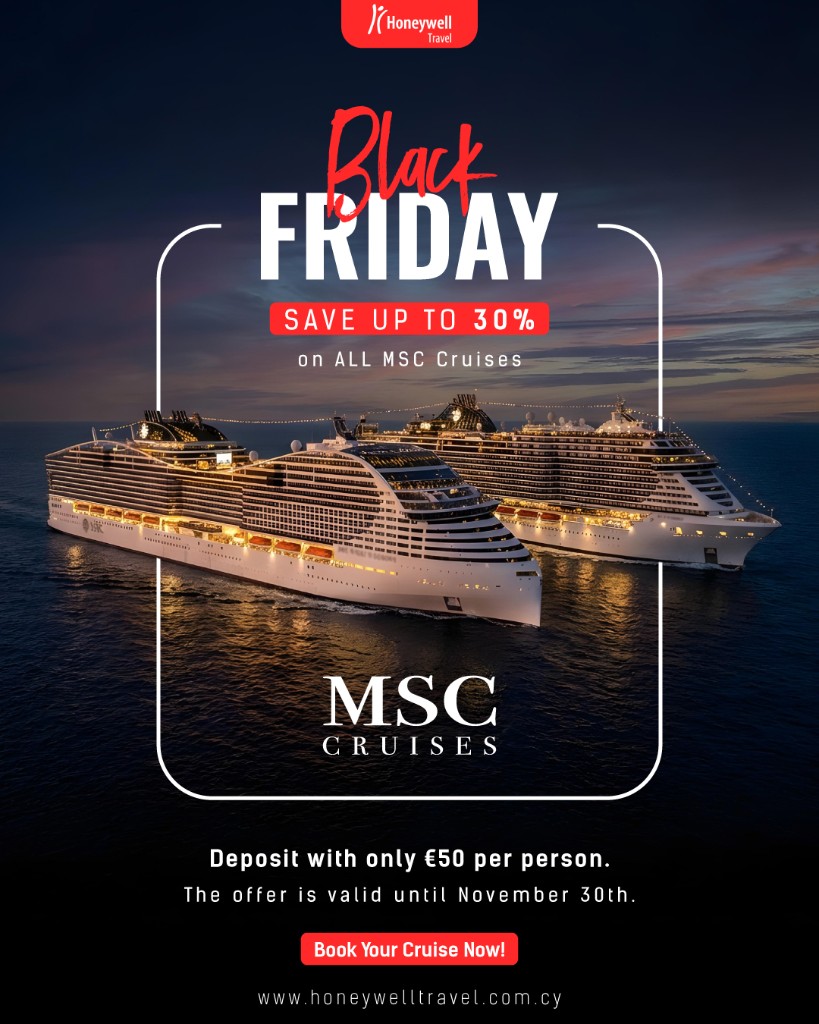 Honeywell
Travel
Black
FRIDAY
SAVE UP TO 30%
on ALL MSC Cruises
MSC
CRUISES
Deposit with only €50 per person.
The offer is valid until November 30th.
Book Your Cruise Now!
www.honeywelltravel.com.cy